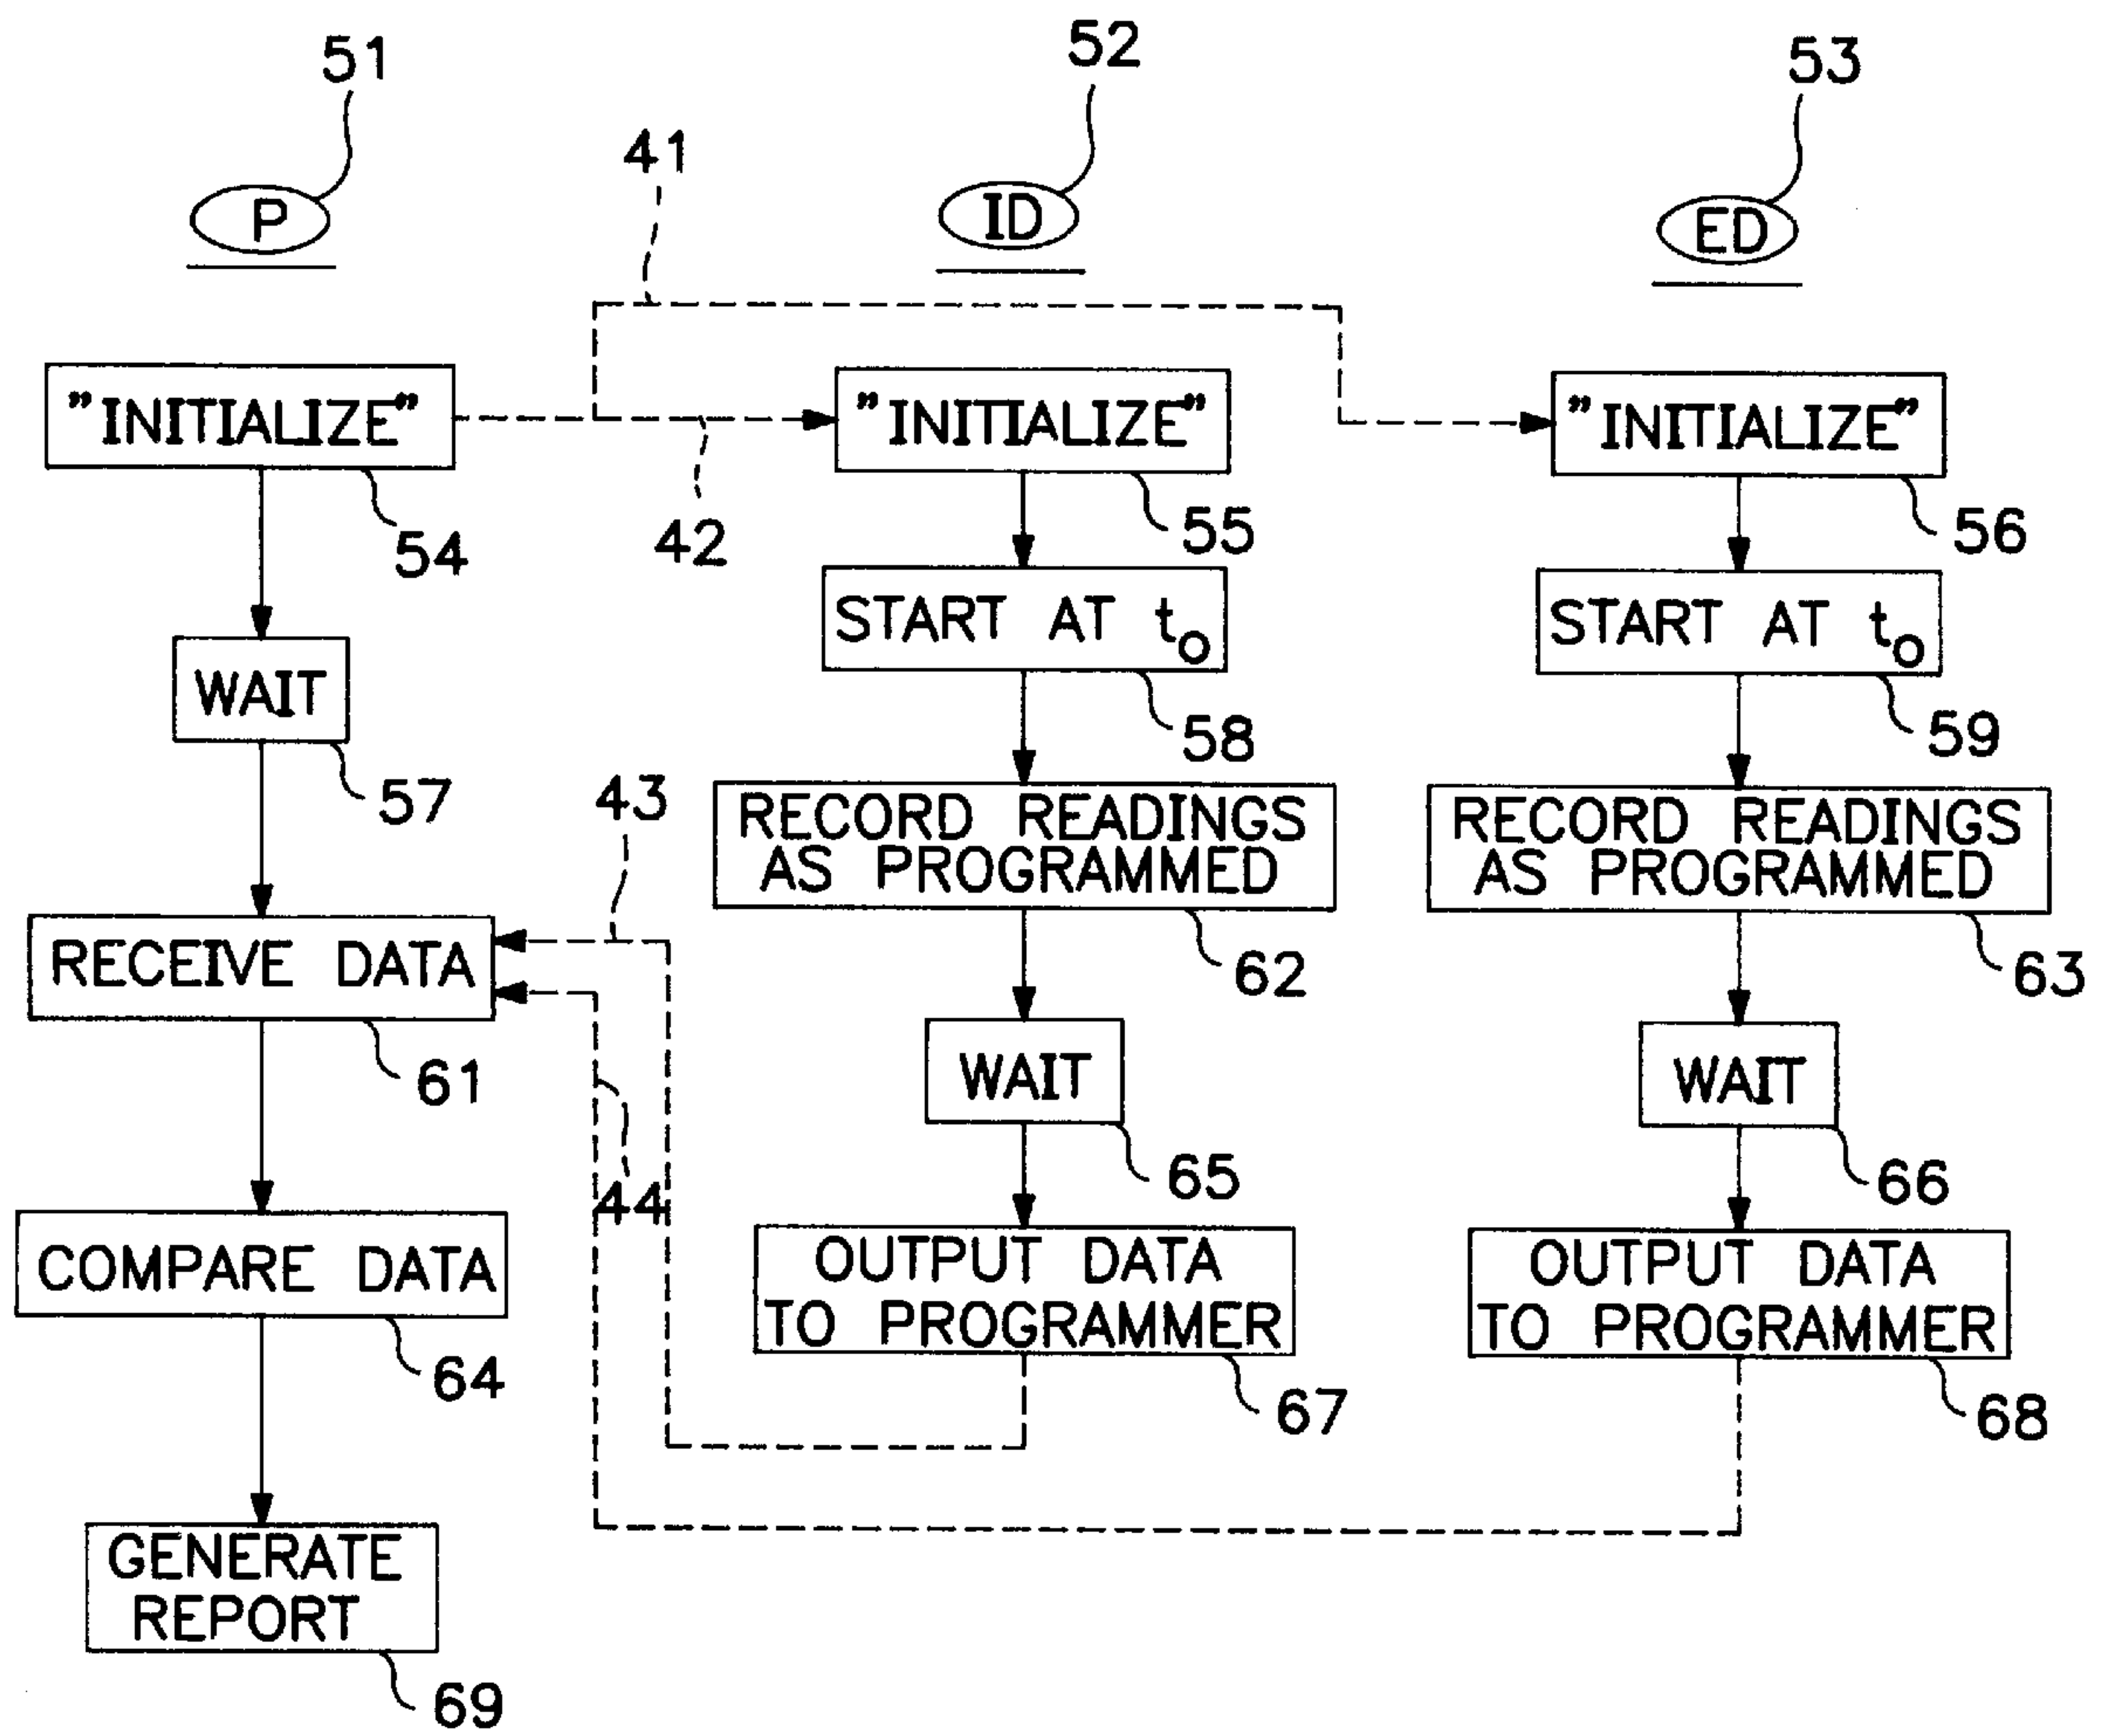 51
52
53
41
P
ID
ED
"INITIALIZE"
"INITIALIZE"
"INITIALIZE"
54
42
55
56
START AT to
START AT to
WAIT
58
59
57
43
RECORD READINGS
AS PROGRAMMED
RECORD READINGS
AS PROGRAMMED
RECEIVE DATA
62
63
61
WAIT
WAIT
65
66
44
COMPARE DATA
OUTPUT DATA
TO PROGRAMMER
OUTPUT DATA
TO PROGRAMMER
64
67
68
GENERATE
REPORT
69